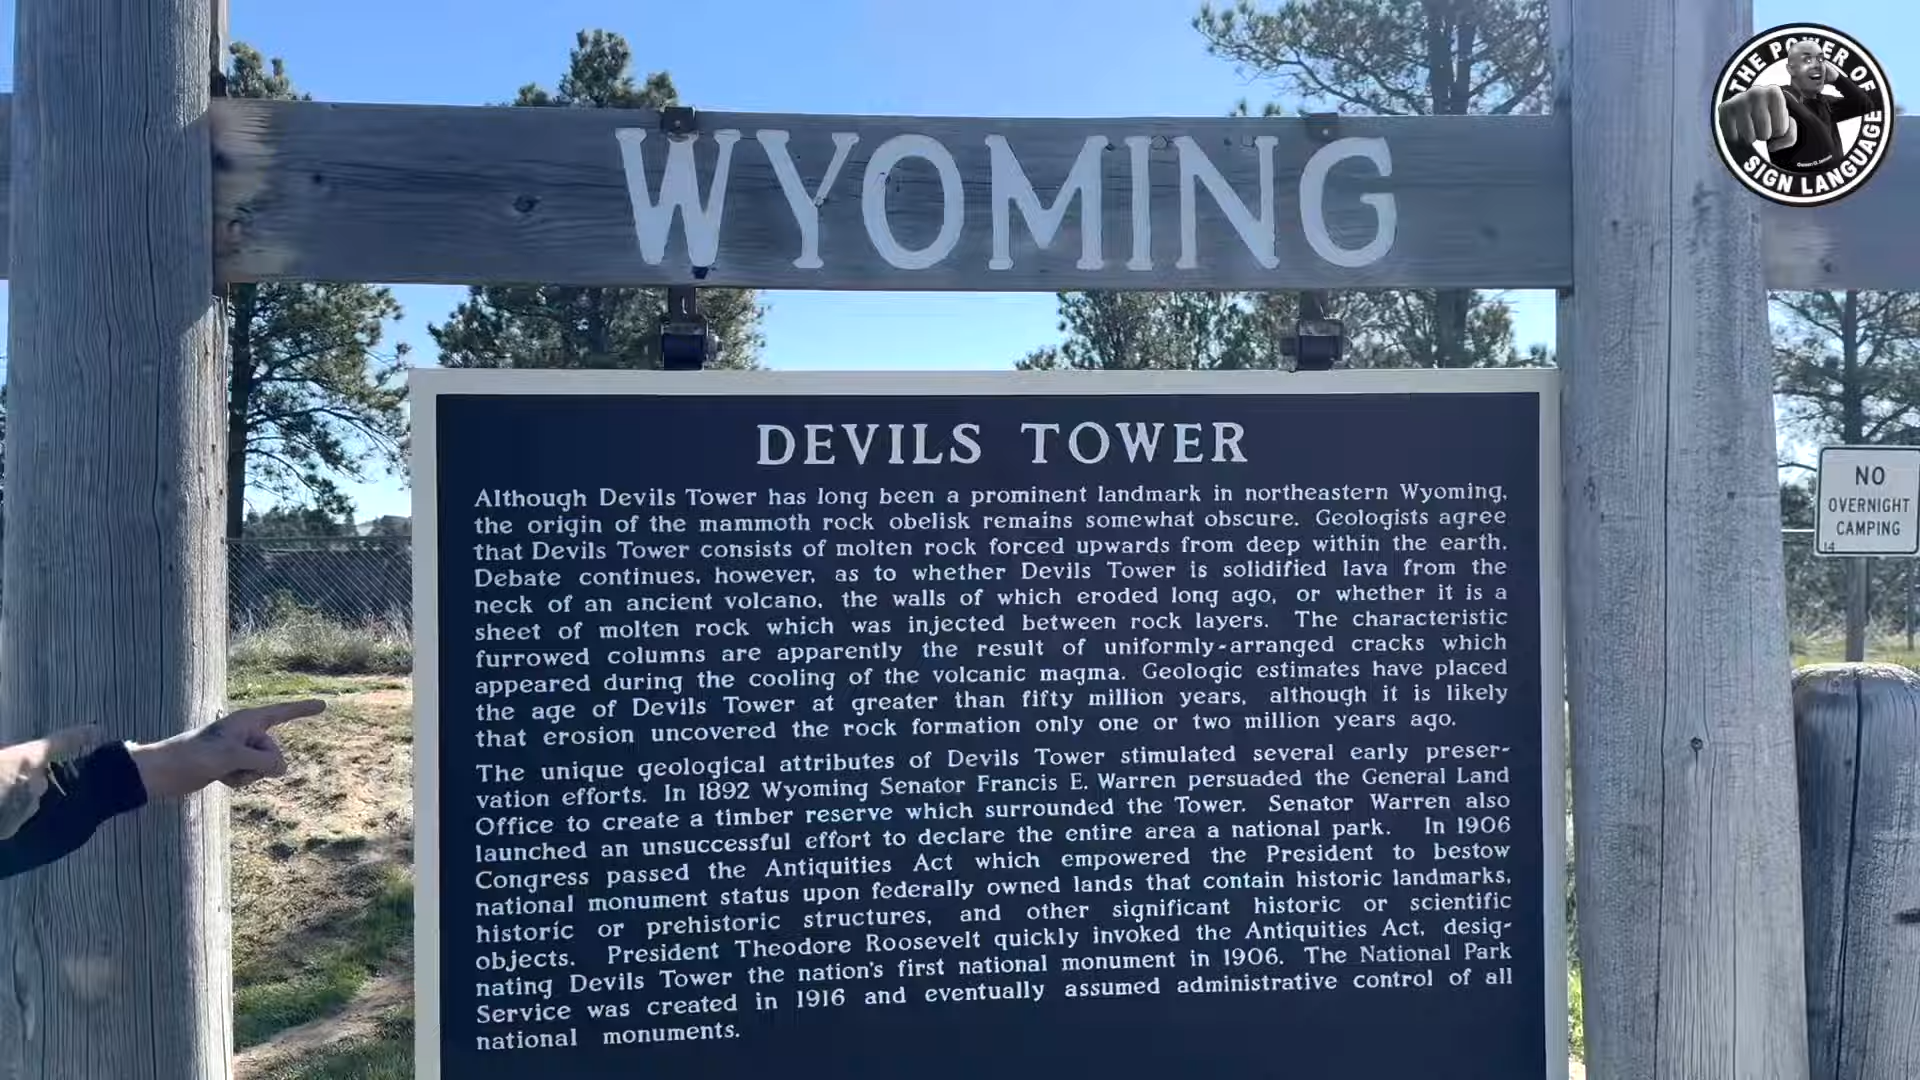 WYOMING
THE POWER OF
SIGN LANGUAGE
DEVILS TOWER
Although Devils Tower has long been a prominent landmark in northeastern Wyoming,
the origin of the mammoth rock obelisk remains somewhat obscure. Geologists agree
that Devils Tower consists of molten rock forced upwards from deep within the earth.
Debate continues, however, as to whether Devils Tower is solidified lava from the
neck of an ancient volcano, the walls of which eroded long ago, or whether it is a
sheet of molten rock which was injected between rock layers. The characteristic
furrowed columns are apparently the result of uniformly-arranged cracks which
appeared during the cooling of the volcanic magma. Geologic estimates have placed
the age of Devils Tower at greater than fifty million years, although it is likely
that erosion uncovered the rock formation only one or two million years ago.
The unique geological attributes of Devils Tower stimulated several early preser-
vation efforts. In 1892 Wyoming Senator Francis E. Warren persuaded the General Land
Office to create a timber reserve which surrounded the Tower. Senator Warren also
launched an unsuccessful effort to declare the entire area a national park. In 1906
Congress passed the Antiquities Act which empowered the President to bestow
national monument status upon federally owned lands that contain historic landmarks,
historic or prehistoric structures, and other significant historic or scientific
objects. President Theodore Roosevelt quickly invoked the Antiquities Act, desig-
nating Devils Tower the nation's first national monument in 1906. The National Park
Service was created in 1916 and eventually assumed administrative control of all
national monuments.
NO
OVERNIGHT
CAMPING
14